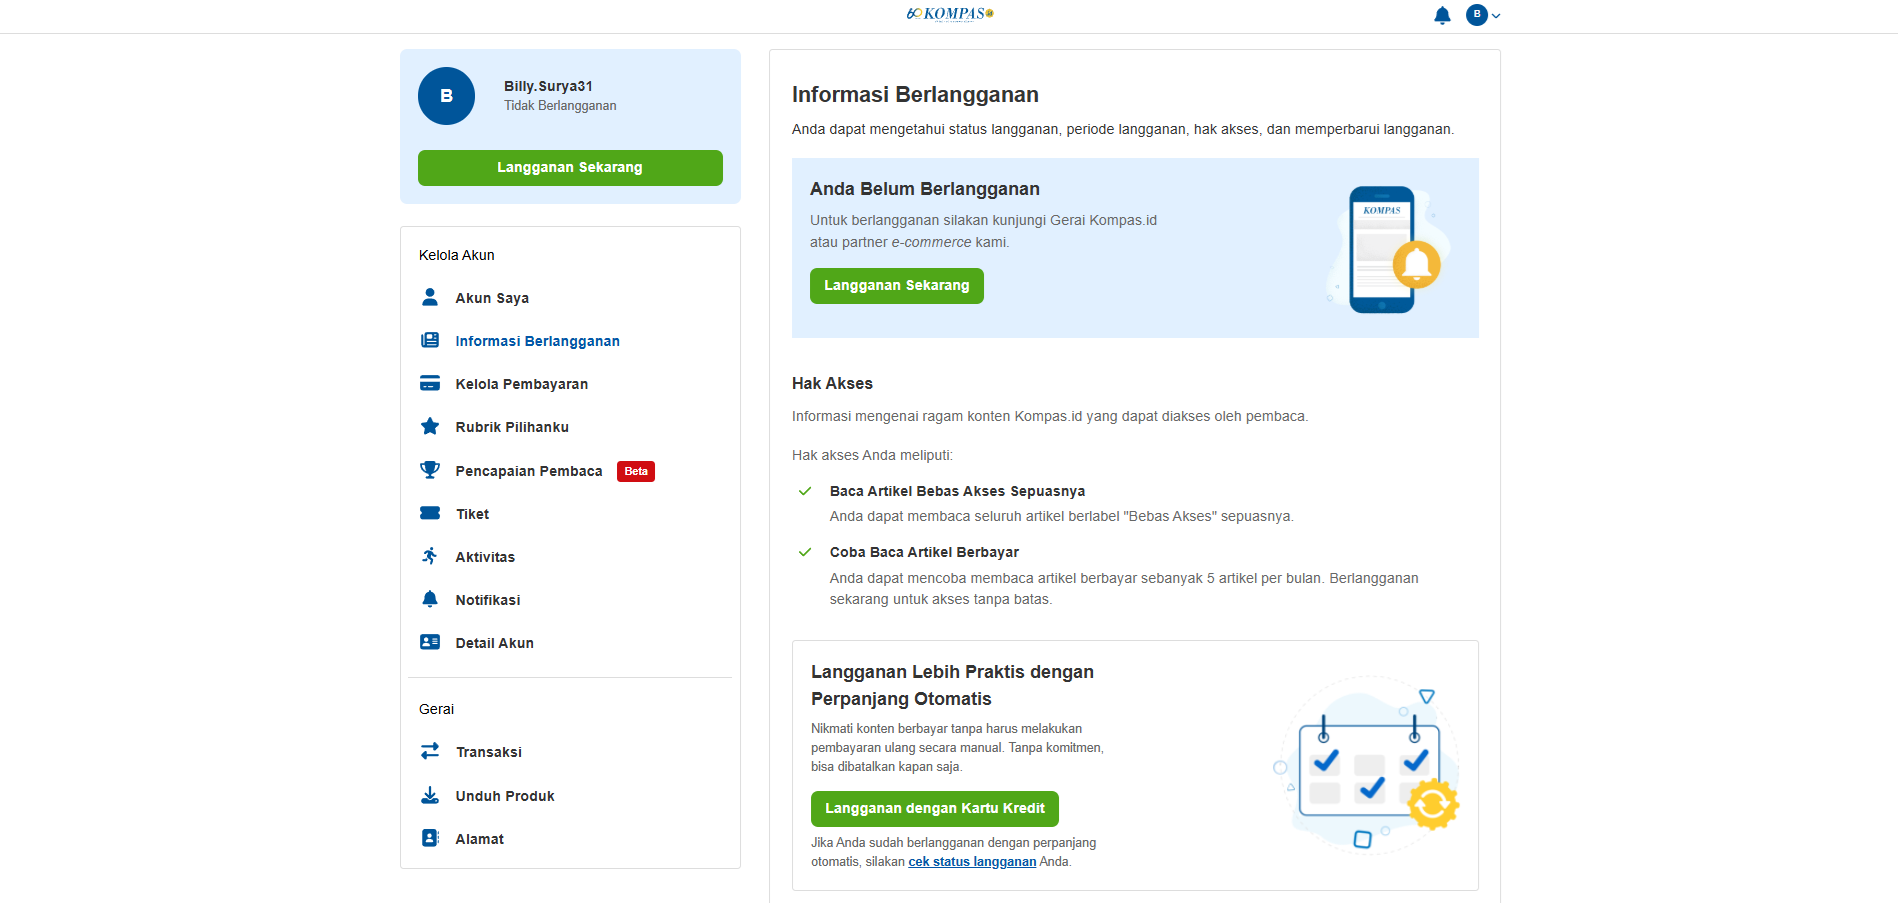 KOMPAS
B
B
Billy.Surya31
Tidak Berlangganan
Langganan Sekarang
Kelola Akun
Akun Saya
Informasi Berlangganan
Kelola Pembayaran
Rubrik Pilihanku
Pencapaian Pembaca Beta
Tiket
Aktivitas
Notifikasi
Detail Akun
Gerai
Transaksi
Unduh Produk
Alamat
Informasi Berlangganan
Anda dapat mengetahui status langganan, periode langganan, hak akses, dan memperbarui langganan.
Anda Belum Berlangganan
Untuk berlangganan silakan kunjungi Gerai Kompas.id
atau partner e-commerce kami.
Langganan Sekarang
KOMPAS
Hak Akses
Informasi mengenai ragam konten Kompas.id yang dapat diakses oleh pembaca.
Hak akses Anda meliputi:
Baca Artikel Bebas Akses Sepuasnya
Anda dapat membaca seluruh artikel berlabel "Bebas Akses" sepuasnya.
Coba Baca Artikel Berbayar
Anda dapat mencoba membaca artikel berbayar sebanyak 5 artikel per bulan. Berlangganan
sekarang untuk akses tanpa batas.
Langganan Lebih Praktis dengan
Perpanjang Otomatis
Nikmati konten berbayar tanpa harus melakukan
pembayaran ulang secara manual. Tanpa komitmen,
bisa dibatalkan kapan saja.
Langganan dengan Kartu Kredit
Jika Anda sudah berlangganan dengan perpanjang
otomatis, silakan cek status langganan Anda.